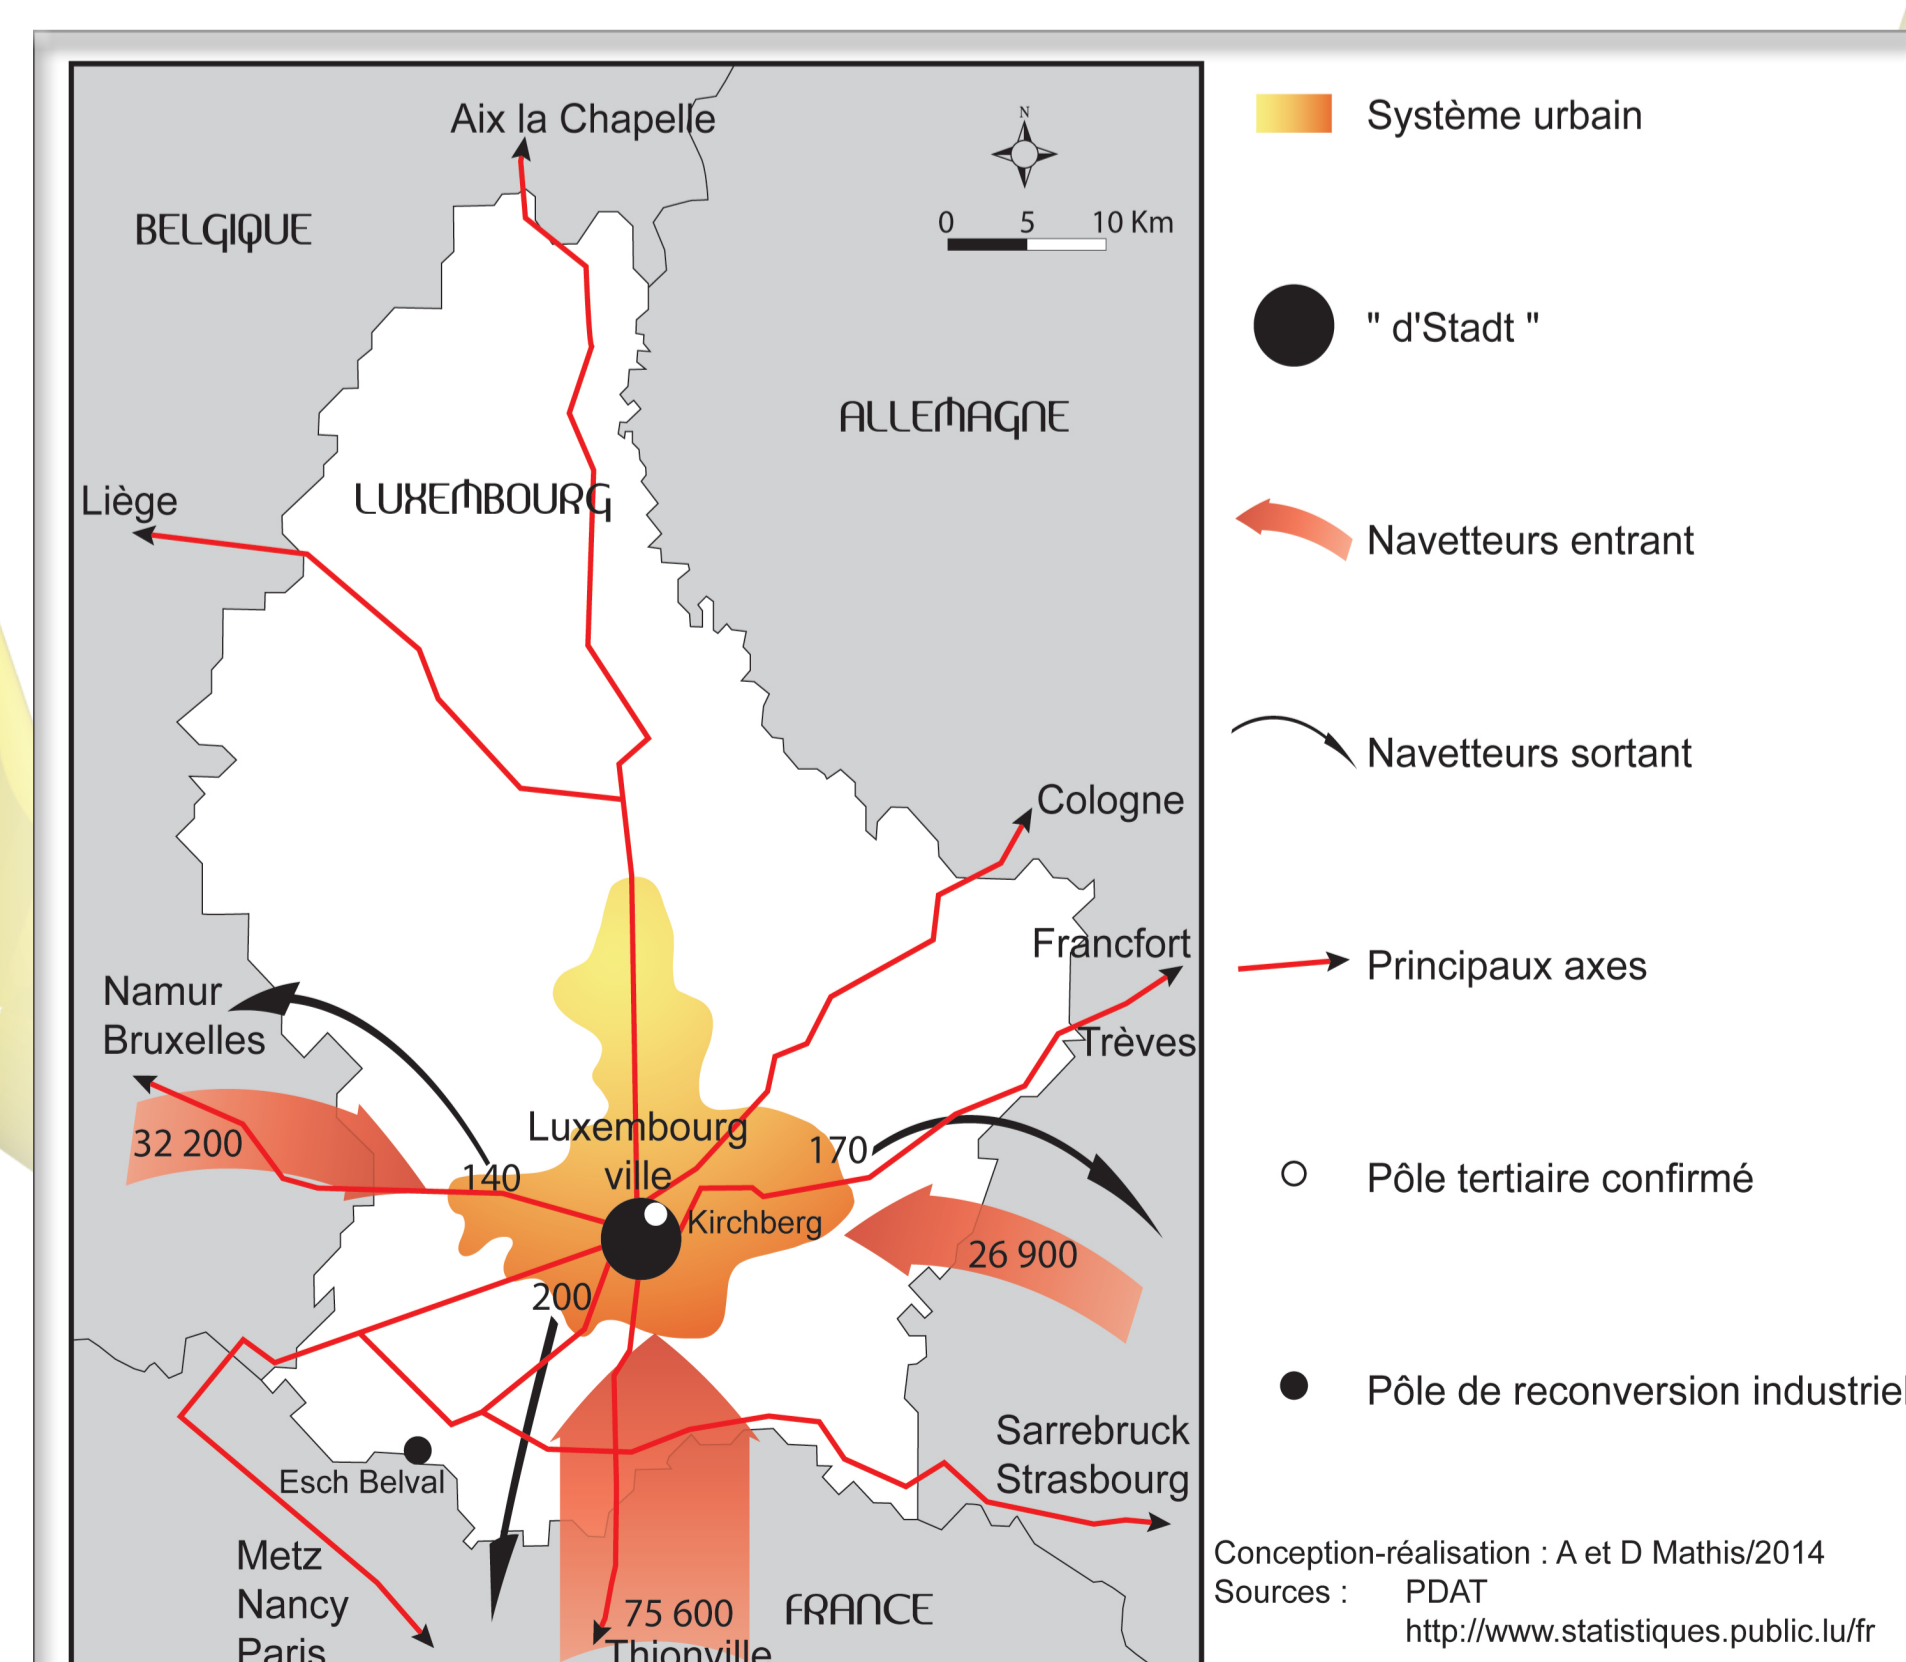 Aix la Chapelle
N
BELGIQUE
0 5 10 Km
ALLEMAGNE
LUXEMBOURG
Liège
Cologne
Francfort
Namur
Bruxelles
Trèves
Luxembourg
ville
32 200
140
170
Kirchberg
26 900
200
Sarrebruck
Strasbourg
Esch Belval
Metz
Nancy
Paris
75 600
FRANCE
Thionville
Système urbain
" d'Stadt "
Navetteurs entrant
Navetteurs sortant
Principaux axes
Pôle tertiaire confirmé
Pôle de reconversion industriel
Conception-réalisation : A et D Mathis/2014
Sources : PDAT
http://www.statistiques.public.lu/fr